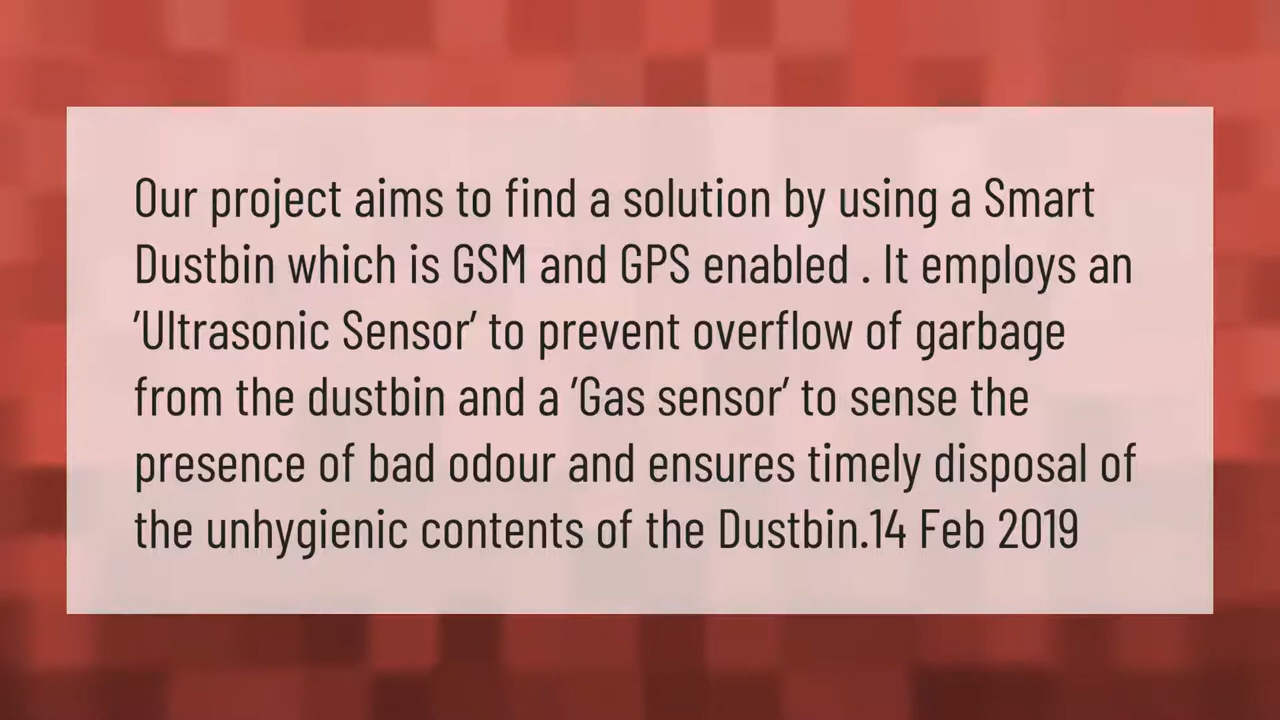 Our project aims to find a solution by using a Smart
Dustbin which is GSM and GPS enabled . It employs an
'Ultrasonic Sensor' to prevent overflow of garbage
from the dustbin and a 'Gas sensor' to sense the
presence of bad odour and ensures timely disposal of
the unhygienic contents of the Dustbin.14 Feb 2019